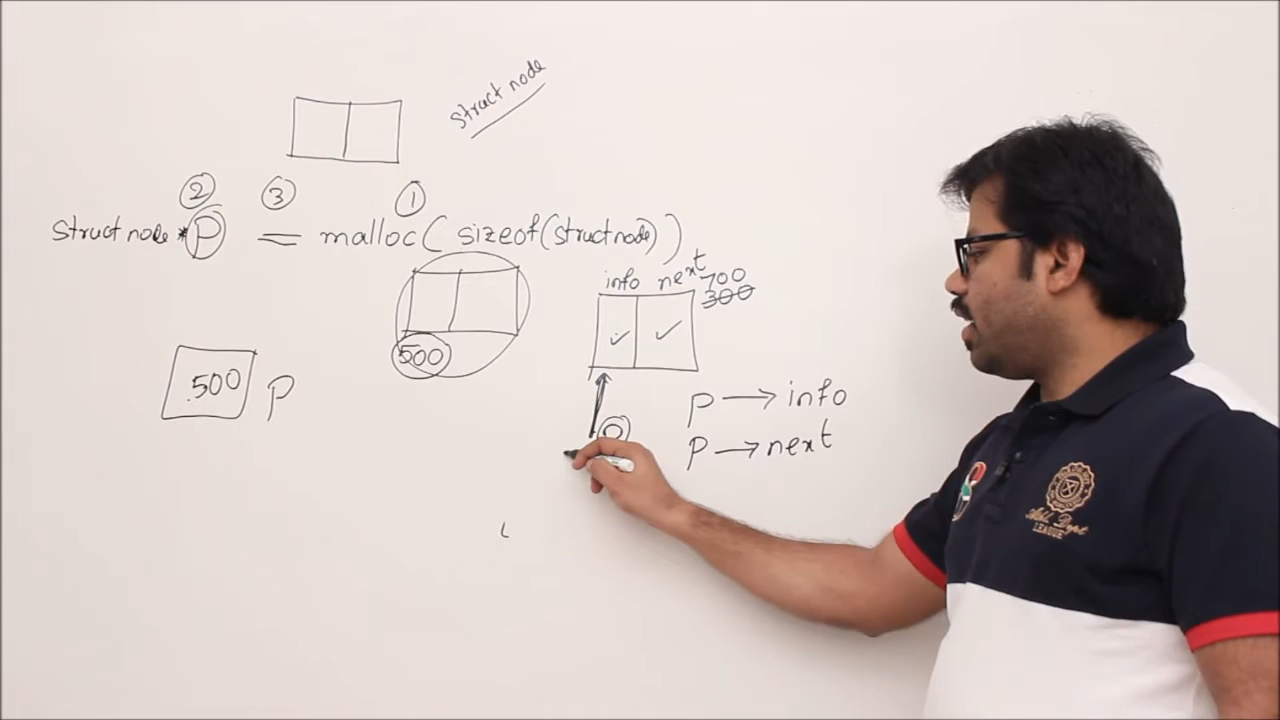 struct node
② ③ ①
struct node *P = malloc( sizeof(struct node))
info next 700
300
500
.500 P
P → info
P → next
LEAGUE